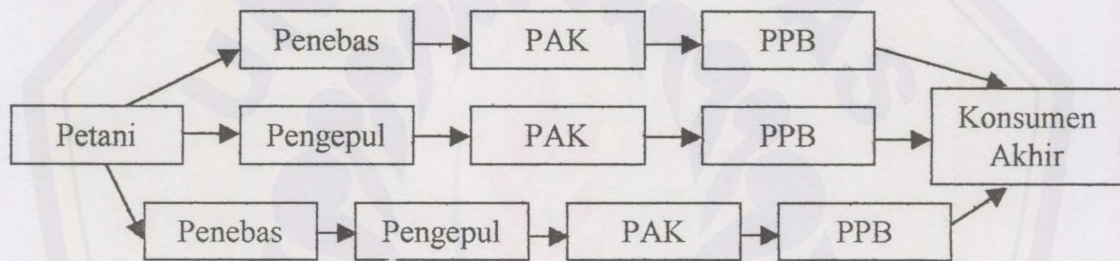 Penebas PAK PPB
Petani Pengepul PAK PPB Konsumen
Akhir
Penebas Pengepul PAK PPB